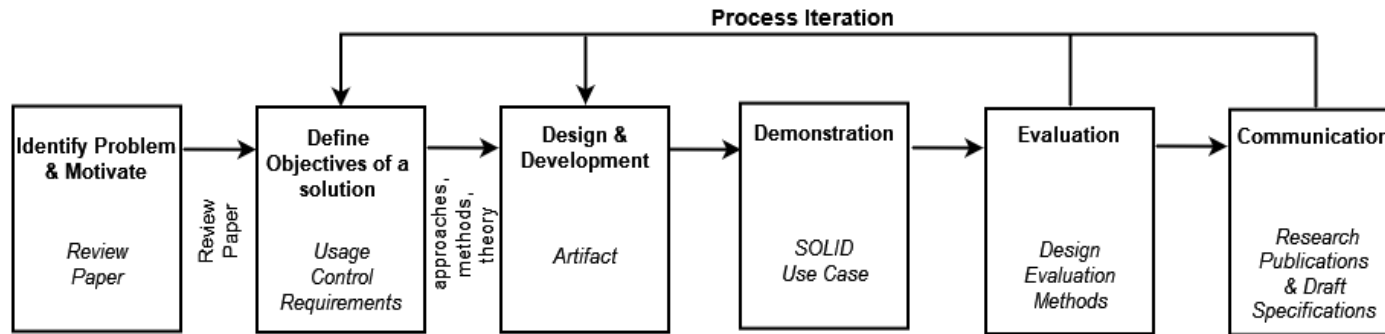 Process Iteration
Identify Problem
& Motivate
Review
Paper
Review
Paper
Define
Objectives of a
solution
Usage
Control
Requirements
approaches,
methods,
theory
Design &
Development
Artifact
Demonstration
SOLID
Use Case
Evaluation
Design
Evaluation
Methods
Communication
Research
Publications
& Draft
Specifications